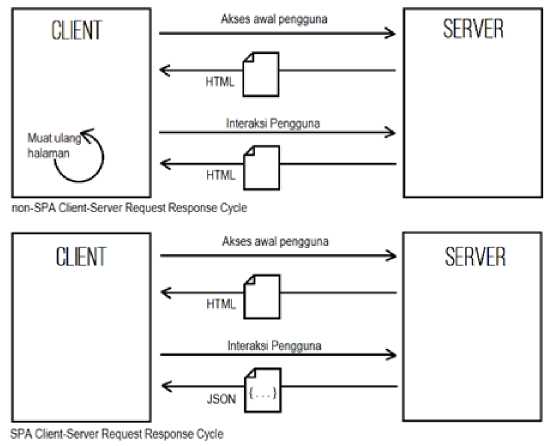 CLIENT
Akses awal pengguna
SERVER
HTML
Interaksi Pengguna
Muat ulang
halaman
HTML
non-SPA Client-Server Request Response Cycle
CLIENT
Akses awal pengguna
SERVER
HTML
Interaksi Pengguna
JSON
{...}
SPA Client-Server Request Response Cycle